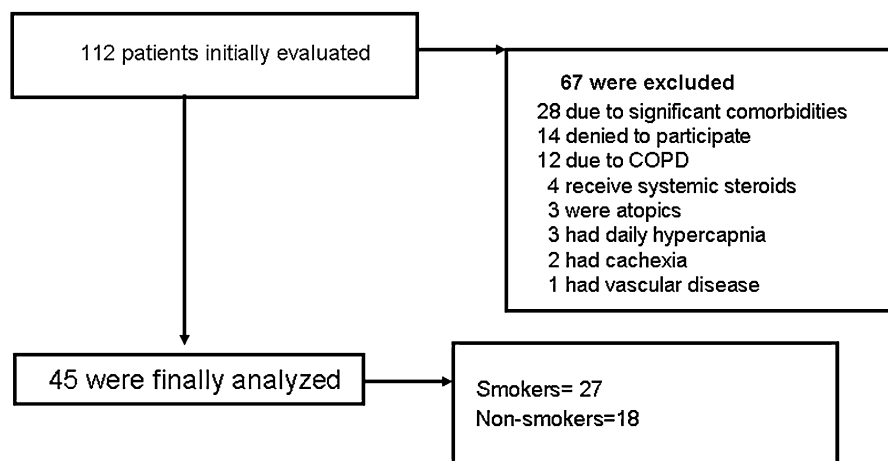 112 patients initially evaluated
67 were excluded
28 due to significant comorbidities
14 denied to participate
12 due to COPD
4 receive systemic steroids
3 were atopics
3 had daily hypercapnia
2 had cachexia
1 had vascular disease
45 were finally analyzed
Smokers= 27
Non-smokers=18